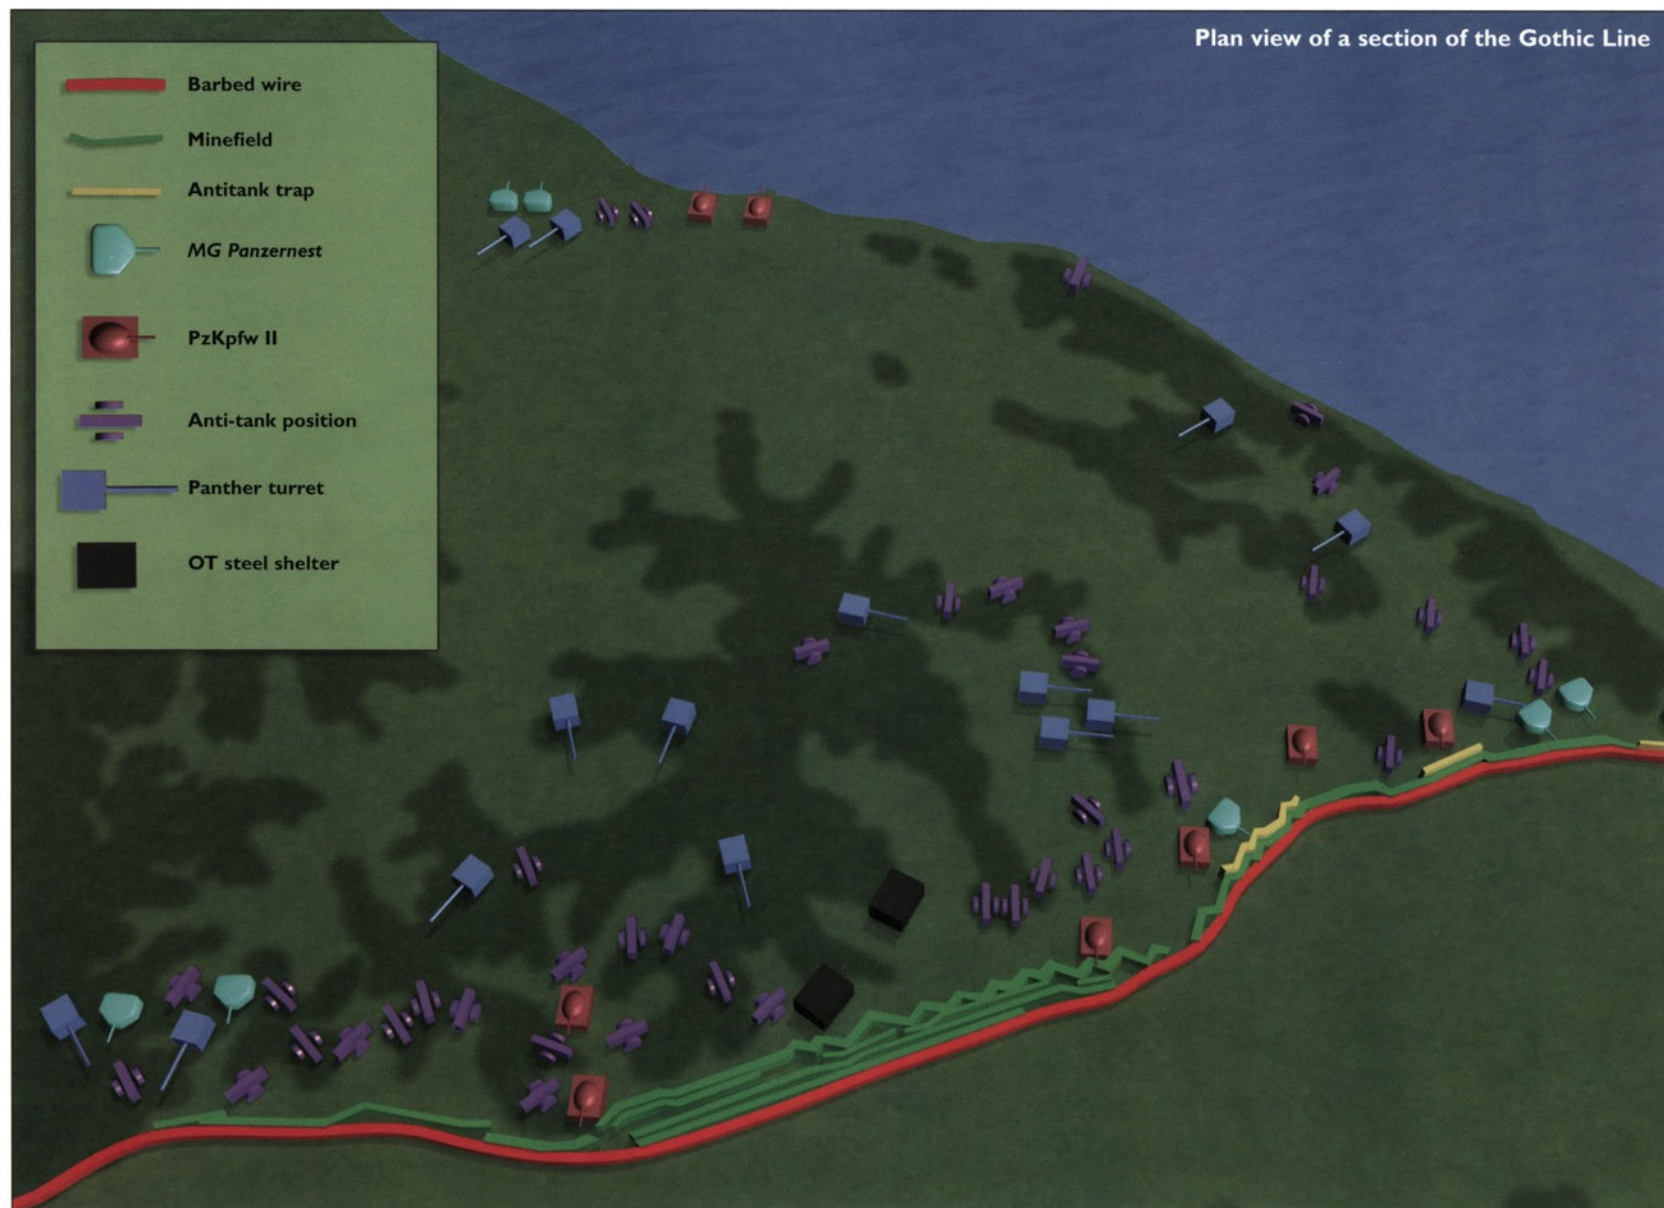 Plan view of a section of the Gothic Line
Barbed wire
Minefield
Antitank trap
MG Panzernest
PzKpfw II
Anti-tank position
Panther turret
OT steel shelter